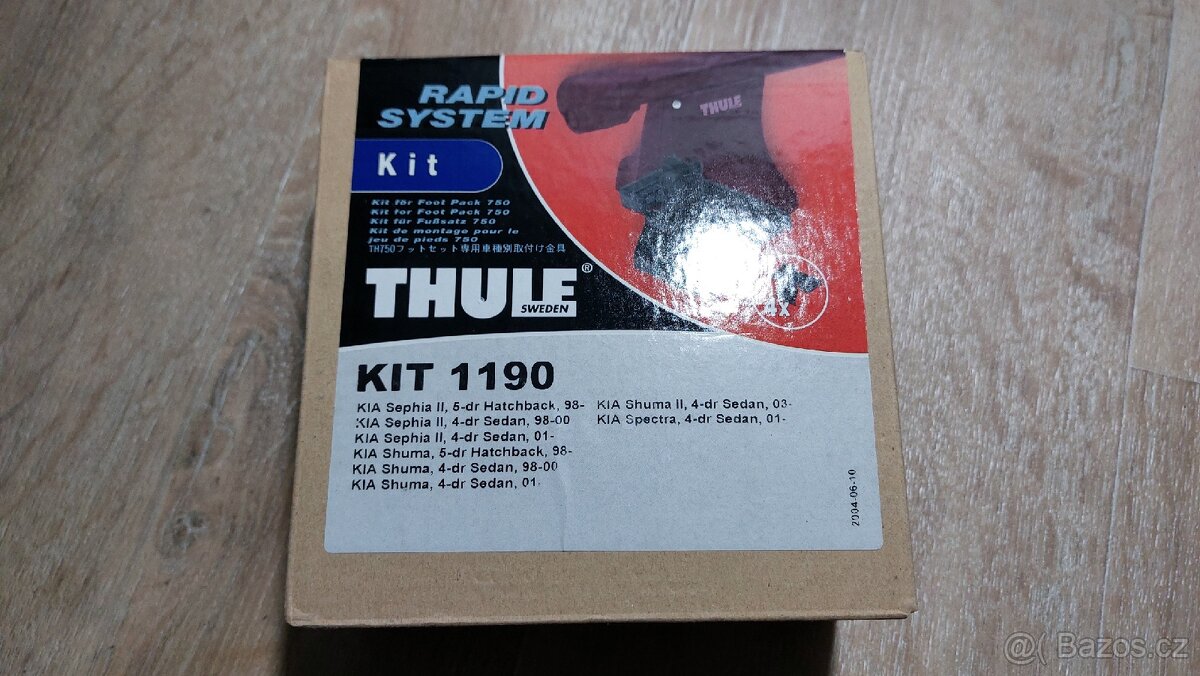 RAPID
SYSTEM
THULE
Kit
Kit för Foot Pack 750
Kit for Foot Pack 750
Kit für Fußsatz 750
Kit de montage pour le
jeu de pieds 750
TH750フットセット専用車種別取付け金具
THULE®
SWEDEN
4x
KIT 1190
KIA Sephia II, 5-dr Hatchback, 98-
KIA Sephia II, 4-dr Sedan, 98-00
KIA Sephia II, 4-dr Sedan, 01-
KIA Shuma, 5-dr Hatchback, 98-
KIA Shuma, 4-dr Sedan, 98-00
KIA Shuma, 4-dr Sedan, 01-
KIA Shuma II, 4-dr Sedan, 03-
KIA Spectra, 4-dr Sedan, 01-
2004-06-10
@( Bazos.cz